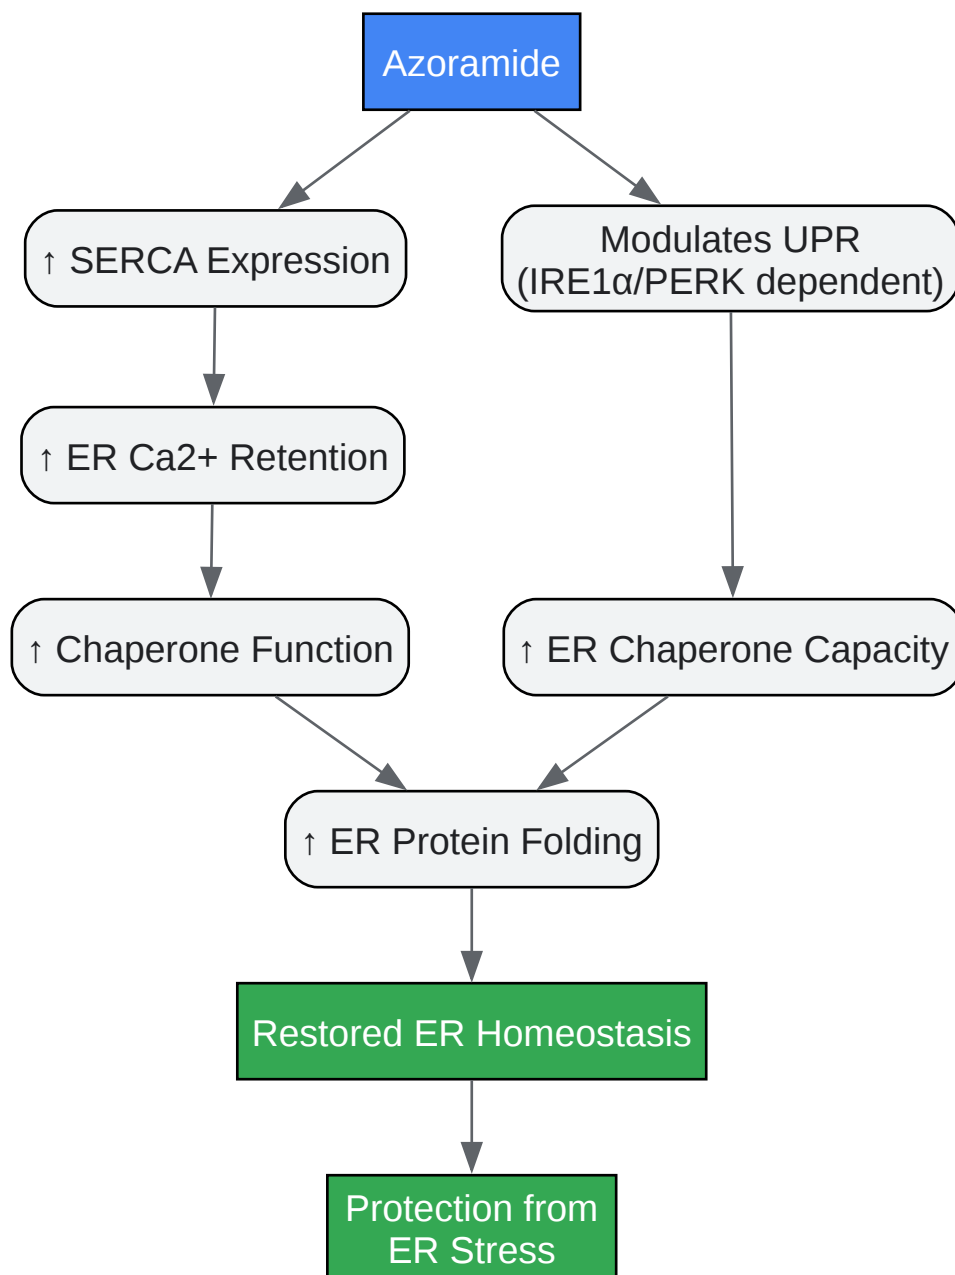 Azoramide
↑ SERCA Expression
Modulates UPR
(IRE1α/PERK dependent)
↑ ER Ca2+ Retention
↑ Chaperone Function
↑ ER Chaperone Capacity
↑ ER Protein Folding
Restored ER Homeostasis
Protection from
ER Stress